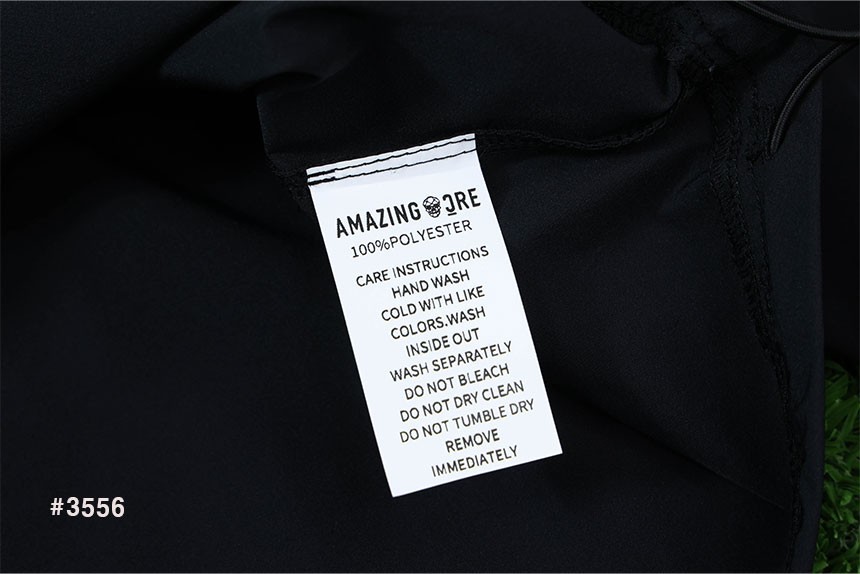 AMAZING CORE
100%POLYESTER
CARE INSTRUCTIONS
HAND WASH
COLD WITH LIKE
COLORS.WASH
INSIDE OUT
WASH SEPARATELY
DO NOT BLEACH
DO NOT DRY CLEAN
DO NOT TUMBLE DRY
REMOVE
IMMEDIATELY
#3556